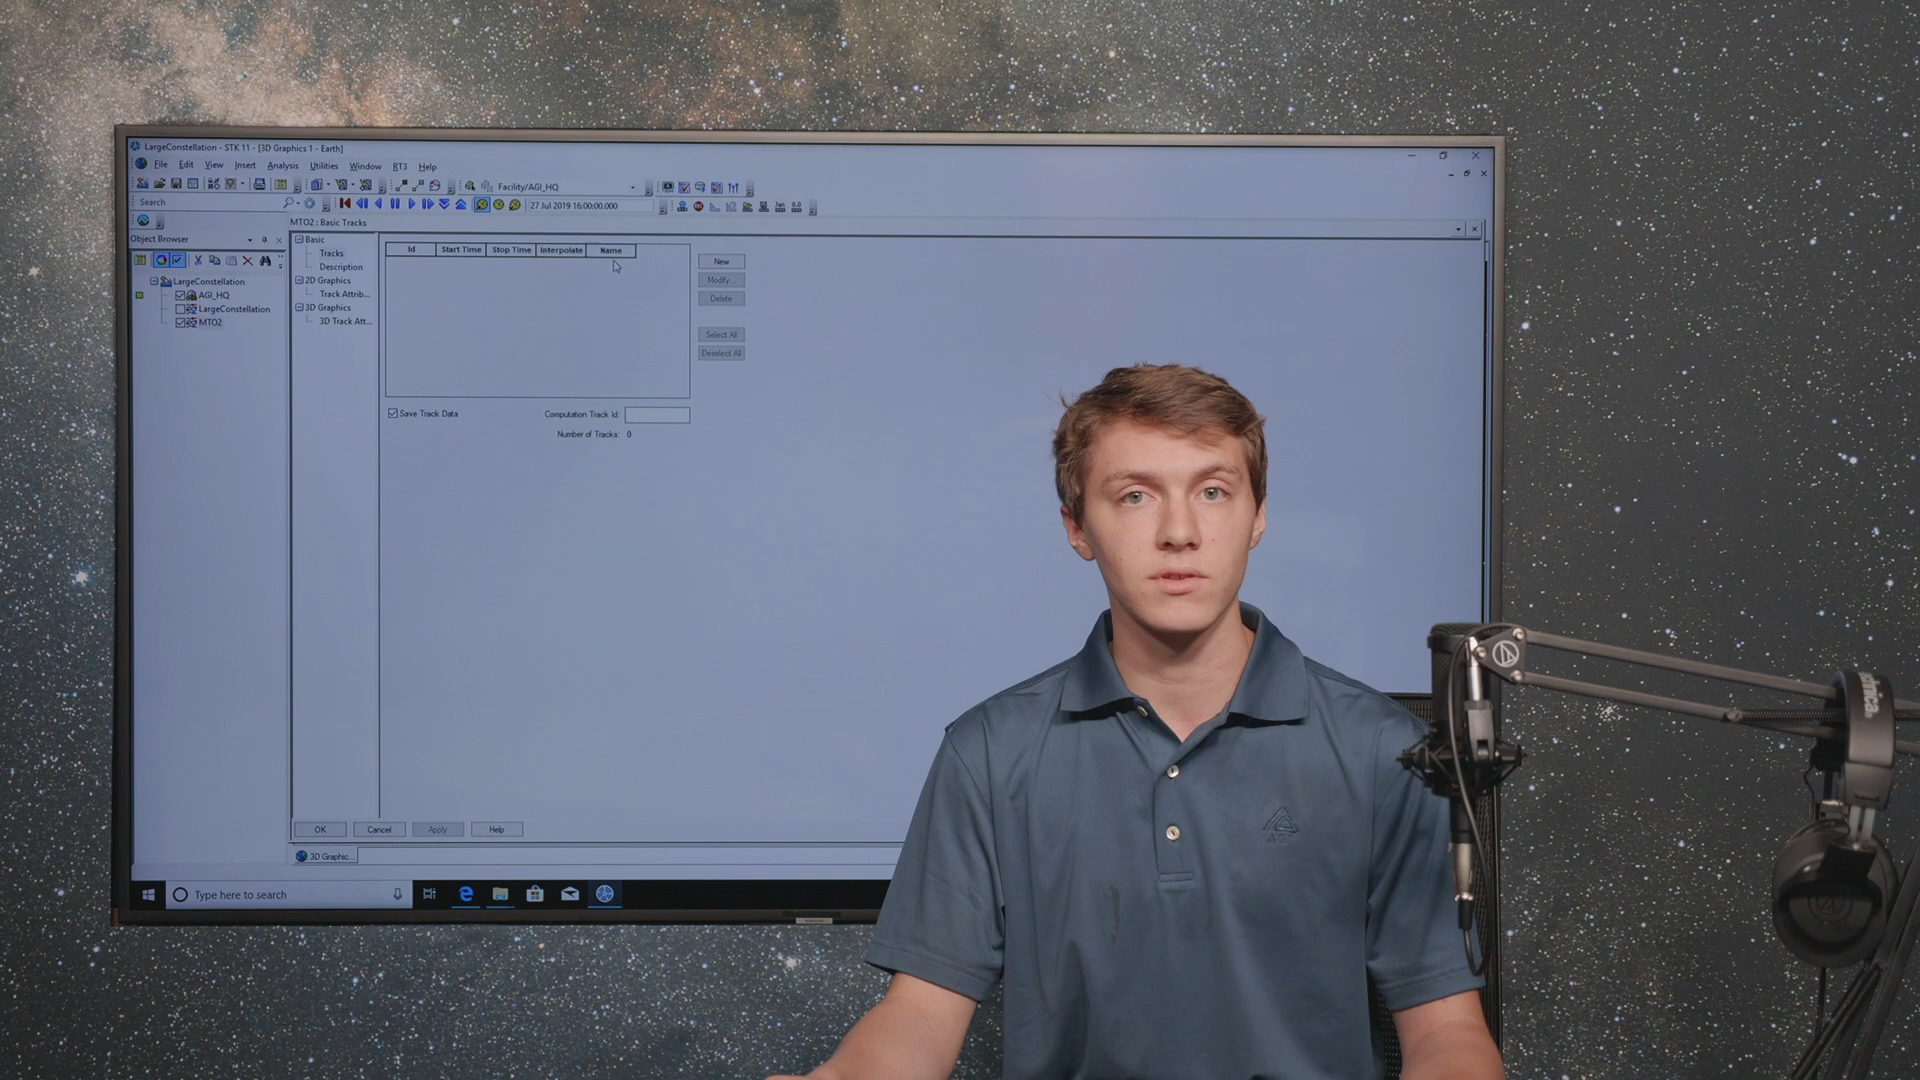 LargeConstellation - STK 11 - [3D Graphics 1 - Earth]
File Edit View Insert Analysis Utilities Window RT3 Help
Facility/AGI_HQ
Search
27 Jul 2019 16:00:00.000
Jan 0.0
MTO2 : Basic Tracks
Object Browser
LargeConstellation
AGI_HQ
LargeConstellation
MTO2
Basic
Tracks
Description
2D Graphics
Track Attrib...
3D Graphics
3D Track Att...
Id Start Time Stop Time Interpolate Name
New
Modify...
Delete
Select All
Deselect All
Save Track Data
Computation Track Id:
Number of Tracks: 0
OK Cancel Apply Help
3D Graphic...
Type here to search